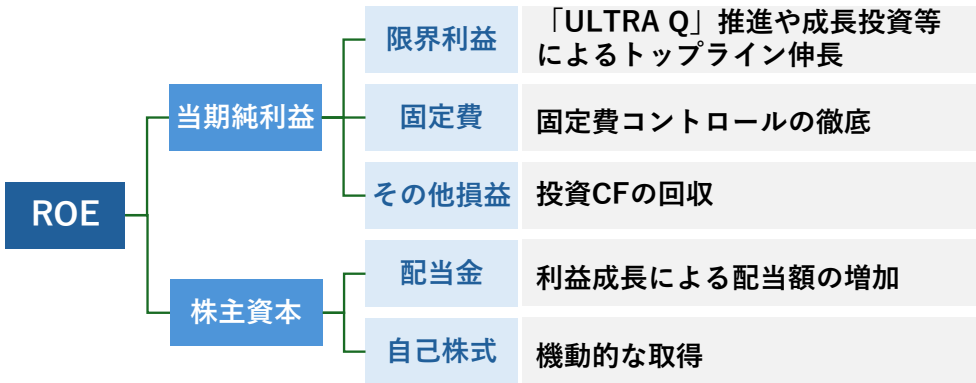 ROE
当期純利益
限界利益
「ULTRA Q」推進や成長投資等
によるトップライン伸長
固定費
固定費コントロールの徹底
その他損益
投資CFの回収
株主資本
配当金
利益成長による配当額の増加
自己株式
機動的な取得